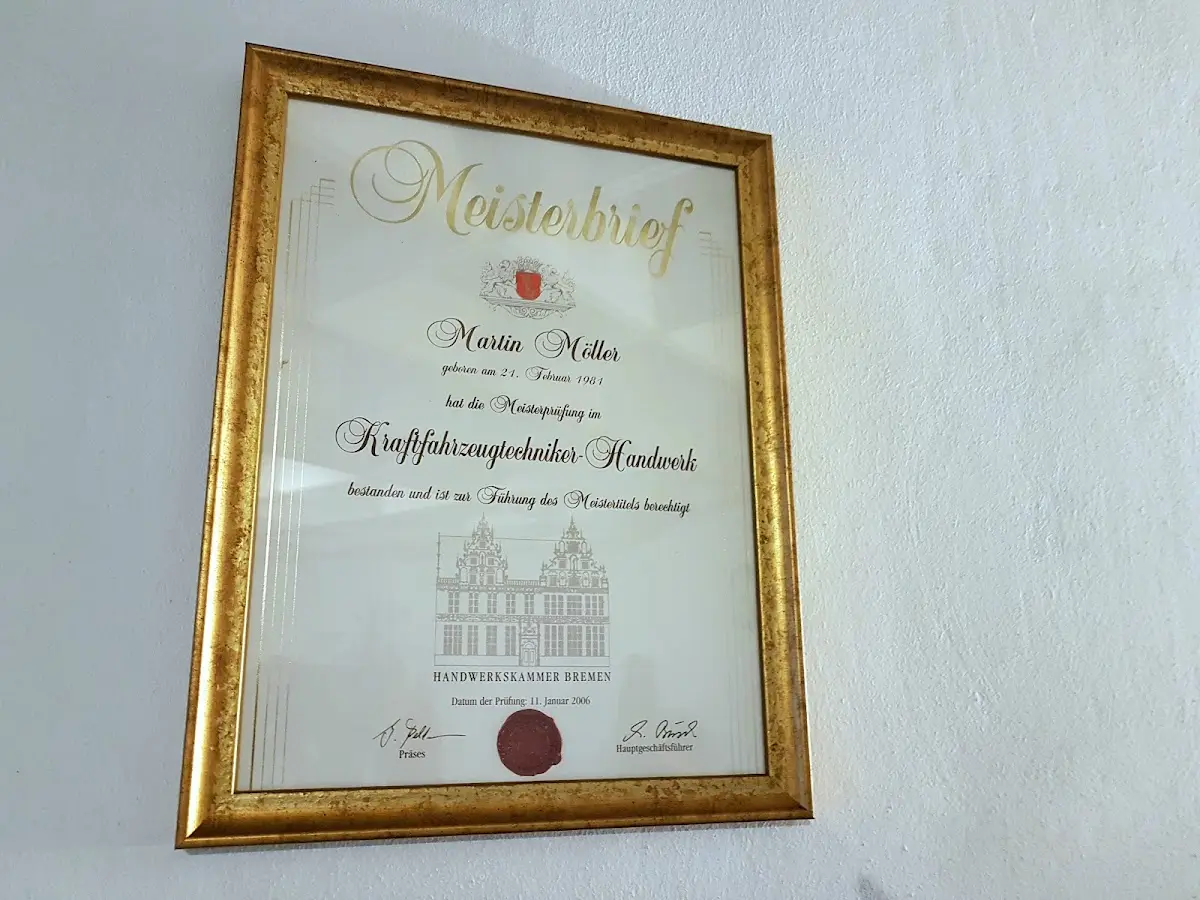 Meisterbrief
Martin Möller
geboren am 21. Februar 1981
hat die Meisterprüfung im
Kraftfahrzeugtechniker-Handwerk
bestanden und ist zur Führung des Meistertitels berechtigt
HANDWERKSKAMMER BREMEN
Datum der Prüfung: 11. Januar 2006
Präses
Hauptgeschäftsführer